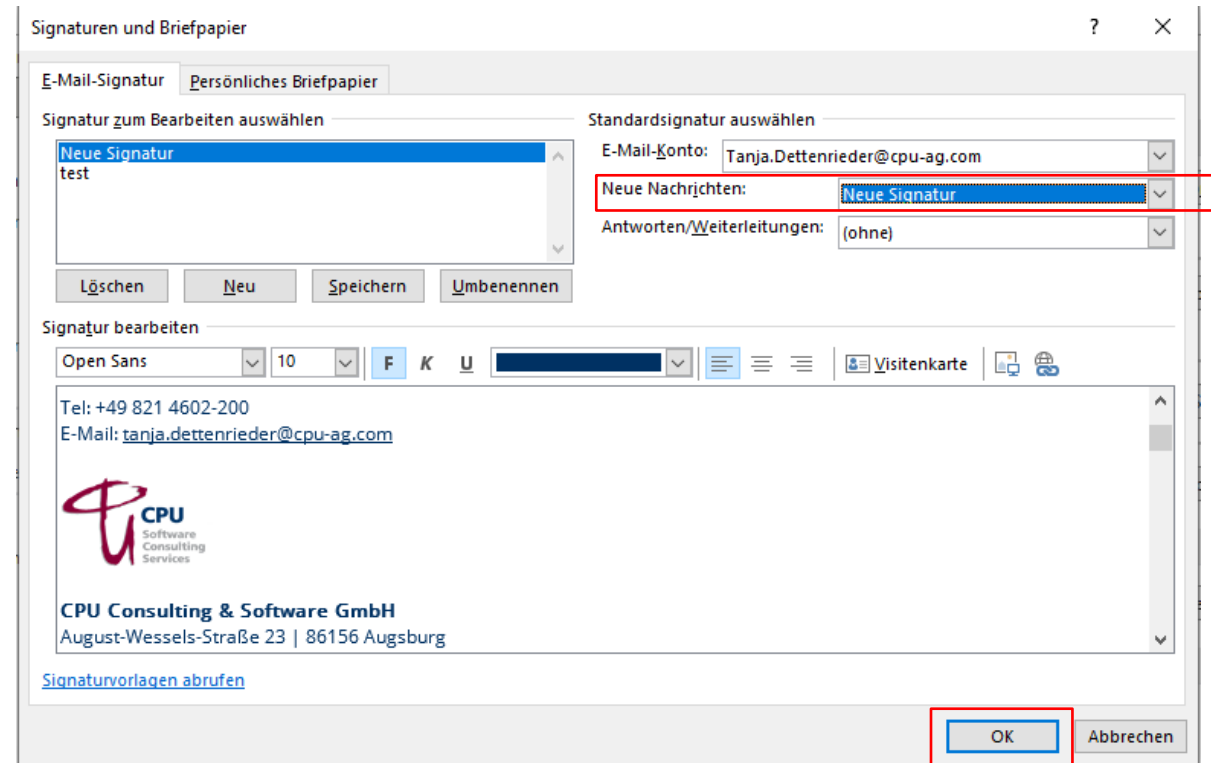 Signaturen und Briefpapier ?
E-Mail-Signatur Persönliches Briefpapier
Signatur zum Bearbeiten auswählen
Neue Signatur
test
Löschen Neu Speichern Umbenennen
Standardsignatur auswählen
E-Mail-Konto: Tanja.Dettenrieder@cpu-ag.com
Neue Nachrichten: Neue Signatur
Antworten/Weiterleitungen: (ohne)
Signatur bearbeiten
Open Sans 10 F K U Visitenkarte
Tel: +49 821 4602-200
E-Mail: tanja.dettenrieder@cpu-ag.com
CPU
Software
Consulting
Services
CPU Consulting & Software GmbH
August-Wessels-Straße 23 | 86156 Augsburg
Signaturvorlagen abrufen
OK Abbrechen